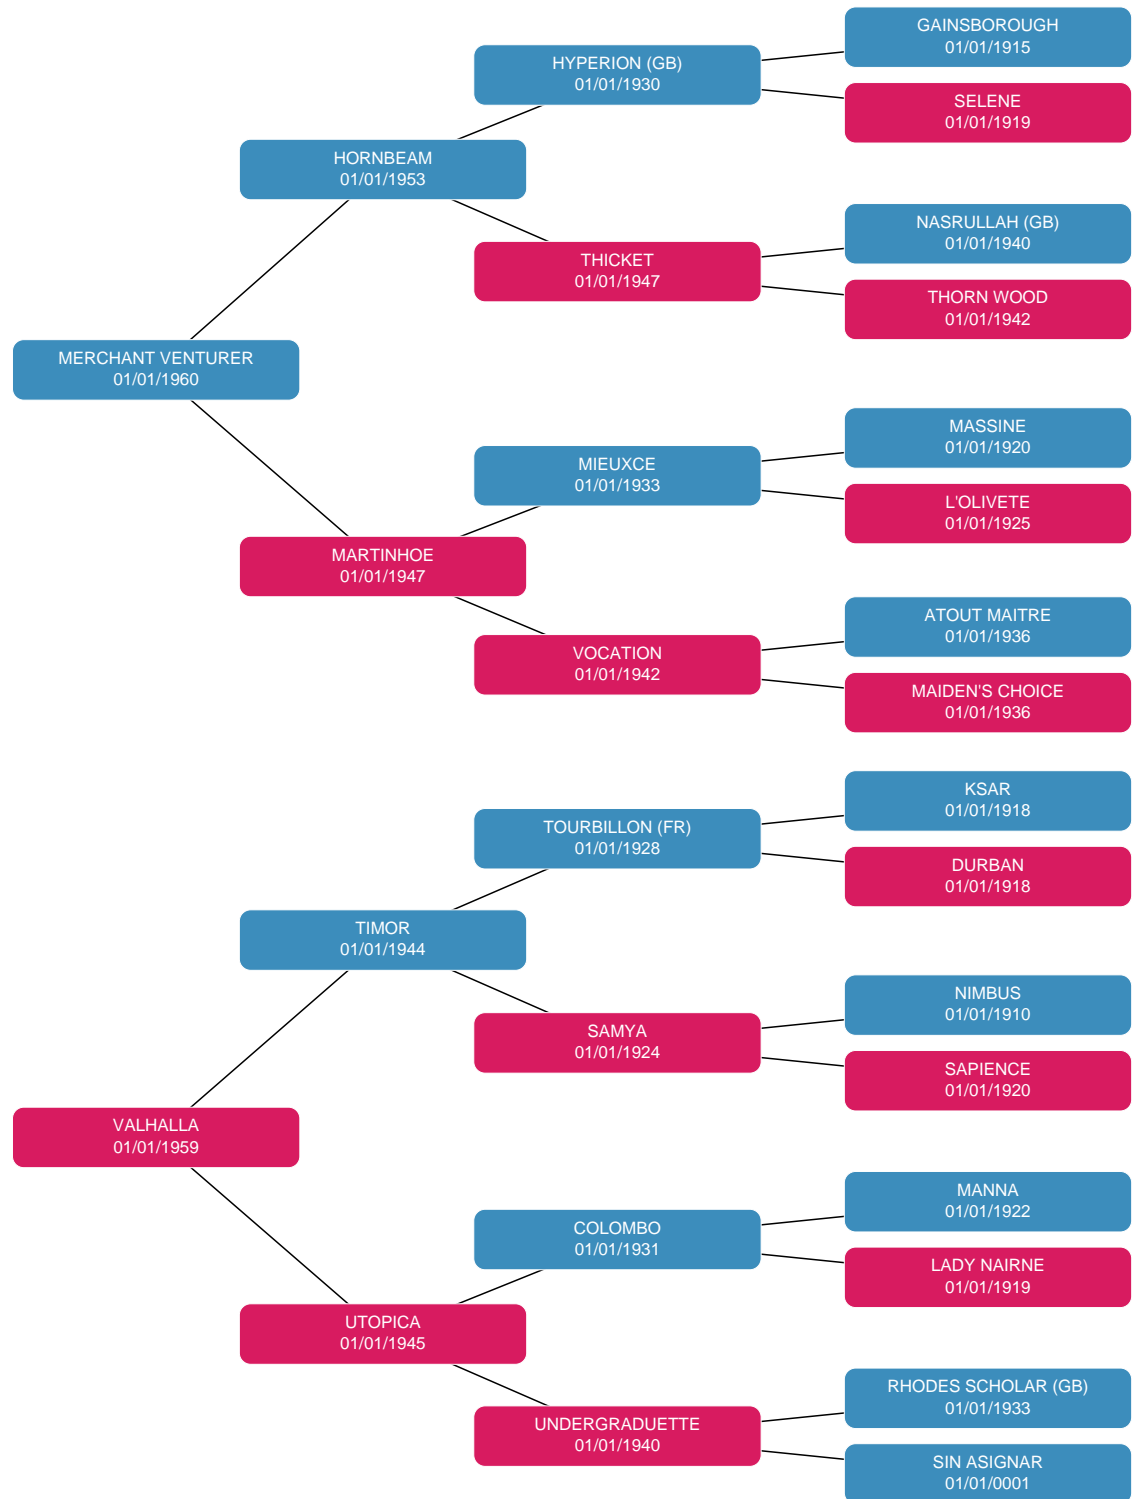 GAINSBOROUGH
01/01/1915
HYPERION (GB)
01/01/1930
SELENE
01/01/1919
HORNBEAM
01/01/1953
NASRULLAH (GB)
01/01/1940
THICKET
01/01/1947
THORN WOOD
01/01/1942
MERCHANT VENTURER
01/01/1960
MASSINE
01/01/1920
MIEUXCE
01/01/1933
L'OLIVETE
01/01/1925
MARTINHOE
01/01/1947
ATOUT MAITRE
01/01/1936
VOCATION
01/01/1942
MAIDEN'S CHOICE
01/01/1936
KSAR
01/01/1918
TOURBILLON (FR)
01/01/1928
DURBAN
01/01/1918
TIMOR
01/01/1944
NIMBUS
01/01/1910
SAMYA
01/01/1924
SAPIENCE
01/01/1920
VALHALLA
01/01/1959
MANNA
01/01/1922
COLOMBO
01/01/1931
LADY NAIRNE
01/01/1919
UTOPICA
01/01/1945
RHODES SCHOLAR (GB)
01/01/1933
UNDERGRADUETTE
01/01/1940
SIN ASIGNAR
01/01/0001